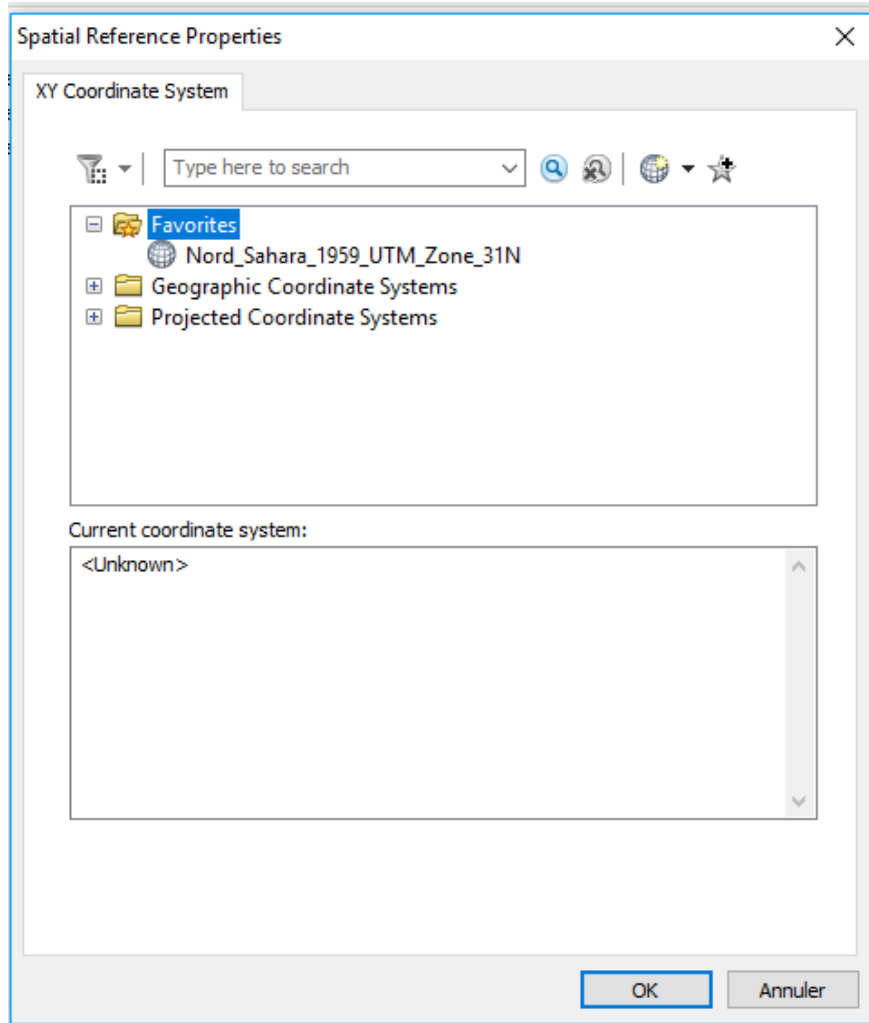 Spatial Reference Properties
XY Coordinate System
Type here to search
Favorites
Nord_Sahara_1959_UTM_Zone_31N
Geographic Coordinate Systems
Projected Coordinate Systems
Current coordinate system:
<Unknown>
OK Annuler